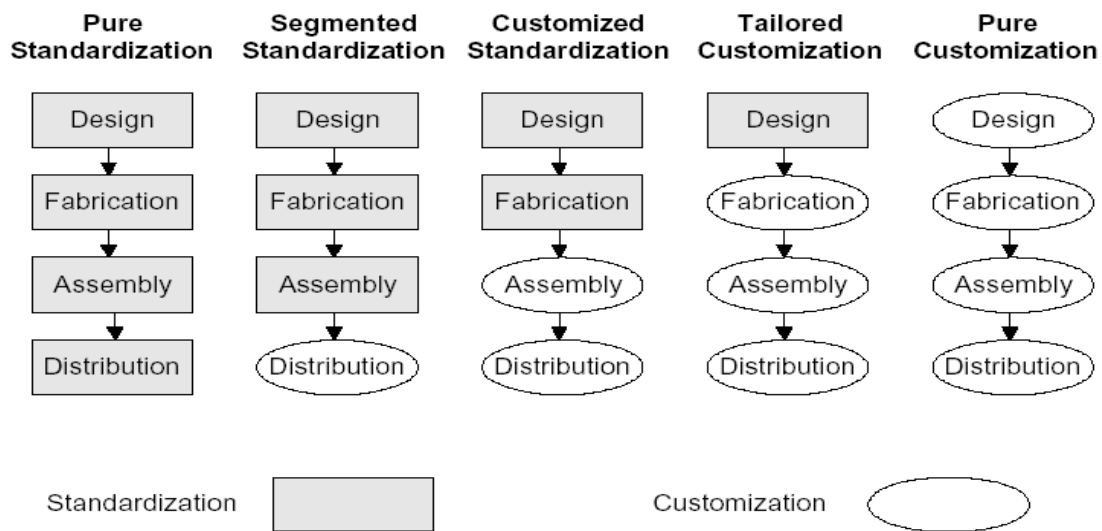 Pure Standardization
Segmented Standardization
Customized Standardization
Tailored Customization
Pure Customization
Design
Design
Design
Design
Design
Fabrication
Fabrication
Fabrication
Fabrication
Fabrication
Assembly
Assembly
Assembly
Assembly
Assembly
Distribution
Distribution
Distribution
Distribution
Distribution
Standardization
Customization